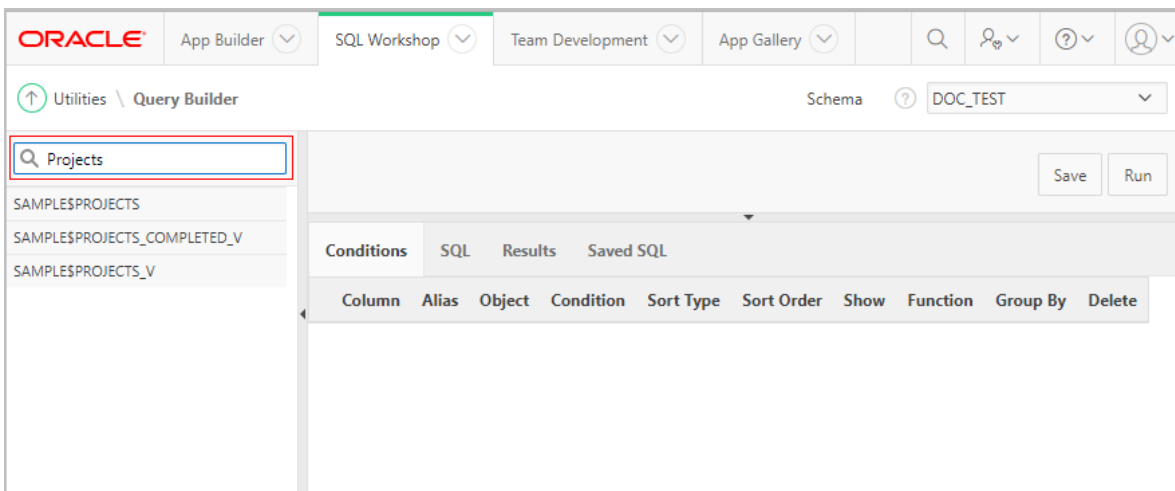 ORACLE App Builder SQL Workshop Team Development App Gallery
Utilities \ Query Builder Schema ? DOC_TEST
Projects
Save Run
SAMPLE$PROJECTS
SAMPLE$PROJECTS_COMPLETED_V
SAMPLE$PROJECTS_V
Conditions SQL Results Saved SQL
Column Alias Object Condition Sort Type Sort Order Show Function Group By Delete